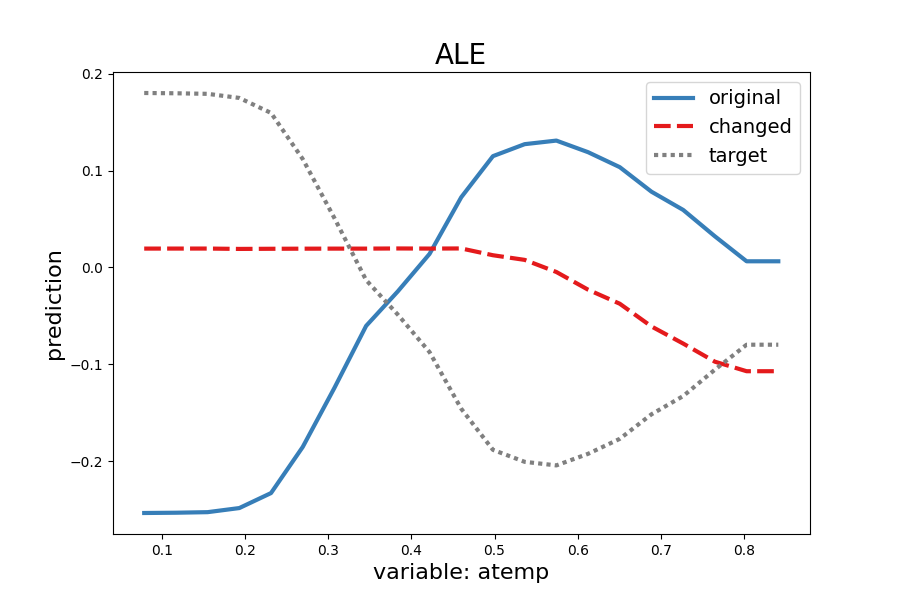 ALE
original
changed
target
0.2
0.1
0.0
−0.1
−0.2
prediction
0.1 0.2 0.3 0.4 0.5 0.6 0.7 0.8
variable: atemp